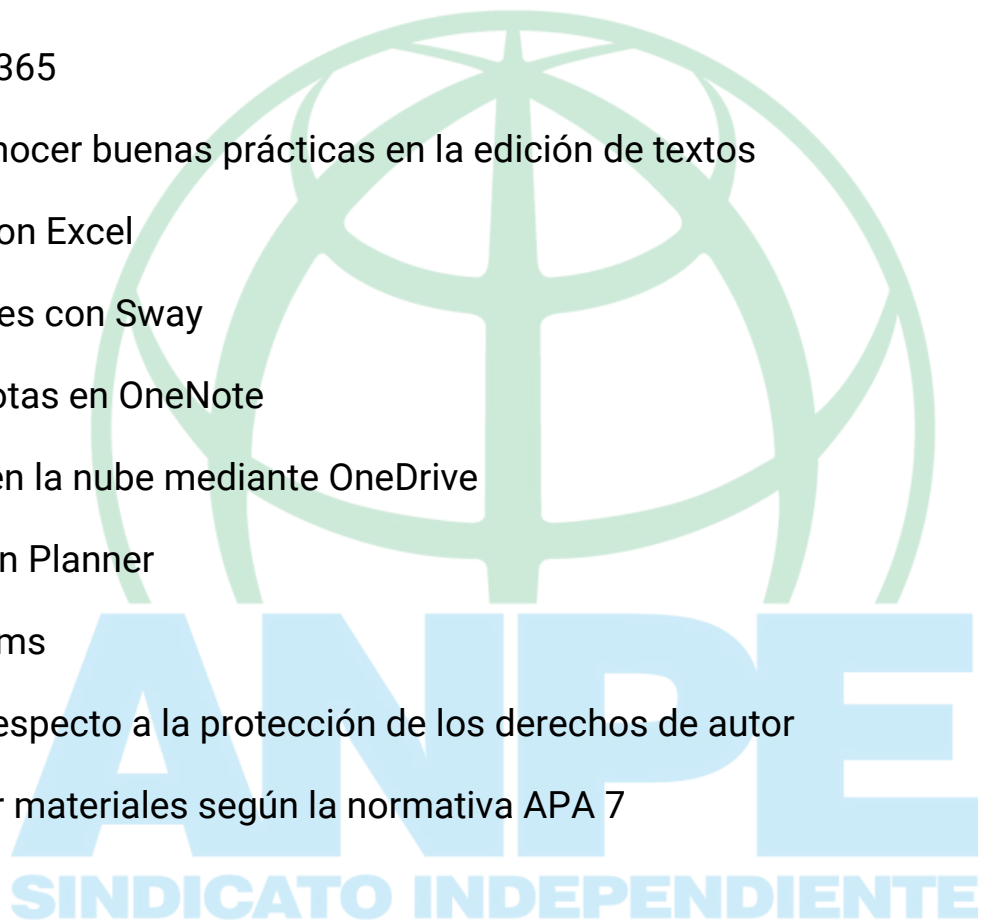 365
nocer buenas prácticas en la edición de textos
on Excel
es con Sway
otas en OneNote
en la nube mediante OneDrive
n Planner
ms
especto a la protección de los derechos de autor
r materiales según la normativa APA 7
ANPE
SINDICATO INDEPENDIENTE